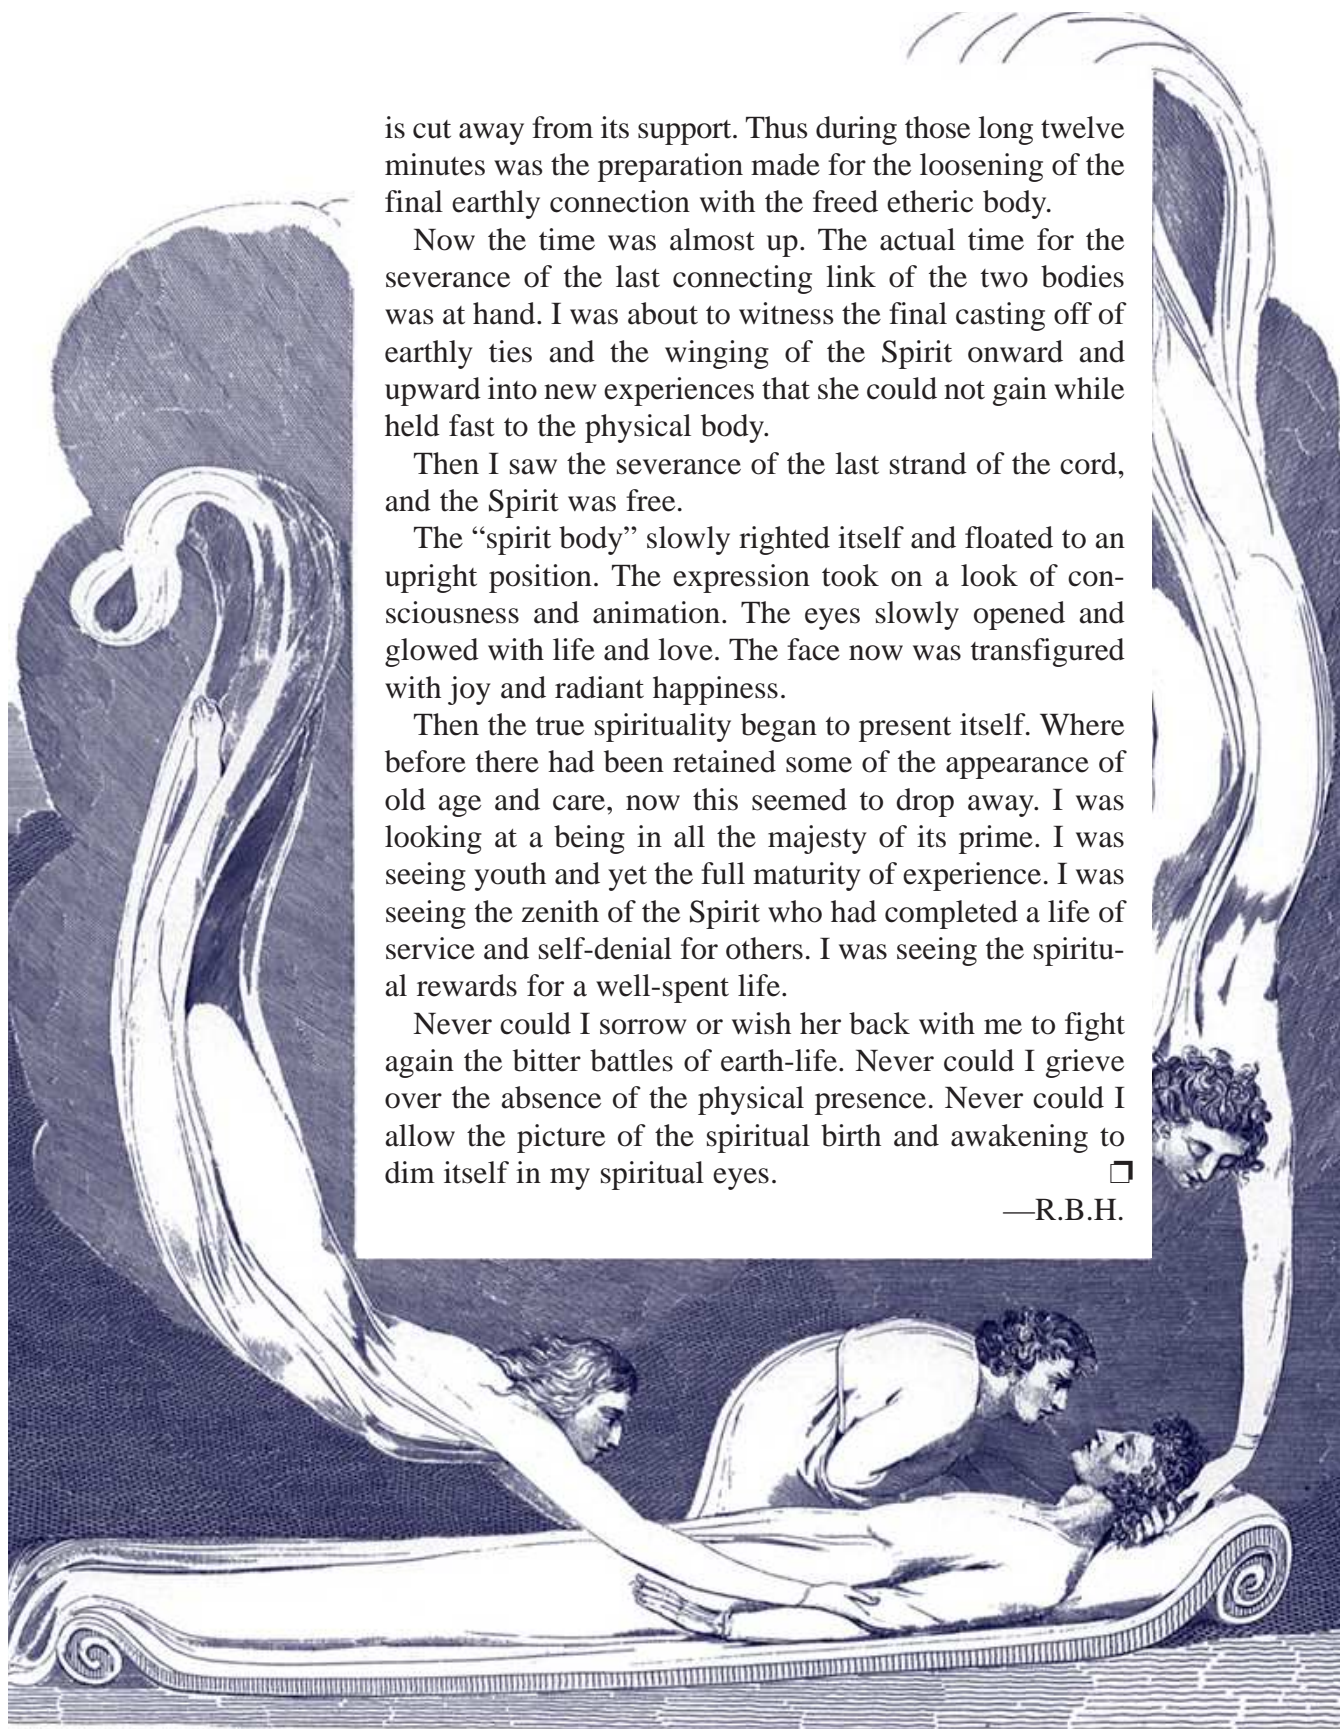 is cut away from its support. Thus during those long twelve
minutes was the preparation made for the loosening of the
final earthly connection with the freed etheric body.
Now the time was almost up. The actual time for the
severance of the last connecting link of the two bodies
was at hand. I was about to witness the final casting off of
earthly ties and the winging of the Spirit onward and
upward into new experiences that she could not gain while
held fast to the physical body.
Then I saw the severance of the last strand of the cord,
and the Spirit was free.
The “spirit body” slowly righted itself and floated to an
upright position. The expression took on a look of con-
sciousness and animation. The eyes slowly opened and
glowed with life and love. The face now was transfigured
with joy and radiant happiness.
Then the true spirituality began to present itself. Where
before there had been retained some of the appearance of
old age and care, now this seemed to drop away. I was
looking at a being in all the majesty of its prime. I was
seeing youth and yet the full maturity of experience. I was
seeing the zenith of the Spirit who had completed a life of
service and self-denial for others. I was seeing the spiritu-
al rewards for a well-spent life.
Never could I sorrow or wish her back with me to fight
again the bitter battles of earth-life. Never could I grieve
over the absence of the physical presence. Never could I
allow the picture of the spiritual birth and awakening to
dim itself in my spiritual eyes. ❐
—R.B.H.